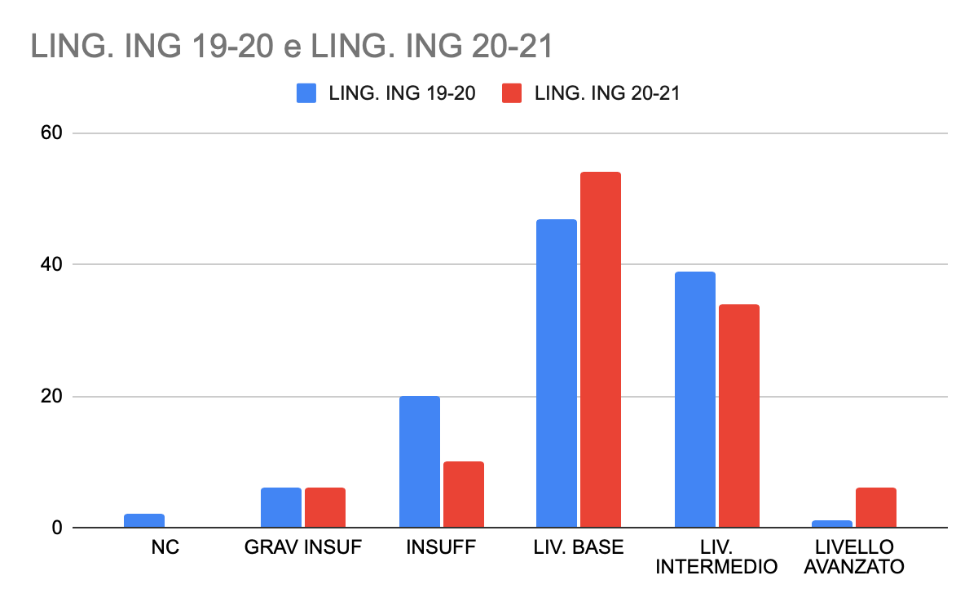 LING. ING 19-20 e LING. ING 20-21
LING. ING 19-20 LING. ING 20-21
60
40
20
0
NC GRAV INSUF INSUFF LIV. BASE LIV. LIVELLO
INTERMEDIO AVANZATO